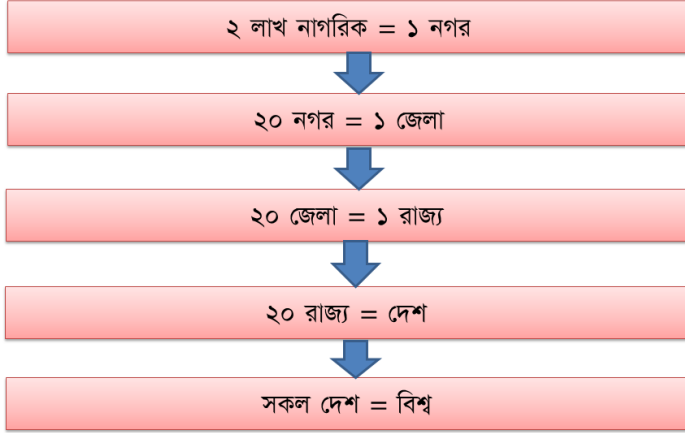 ২ লাখ নাগরিক = ১ নগর
২০ নগর = ১ জেলা
২০ জেলা = ১ রাজ্য
২০ রাজ্য = দেশ
সকল দেশ = বিশ্ব